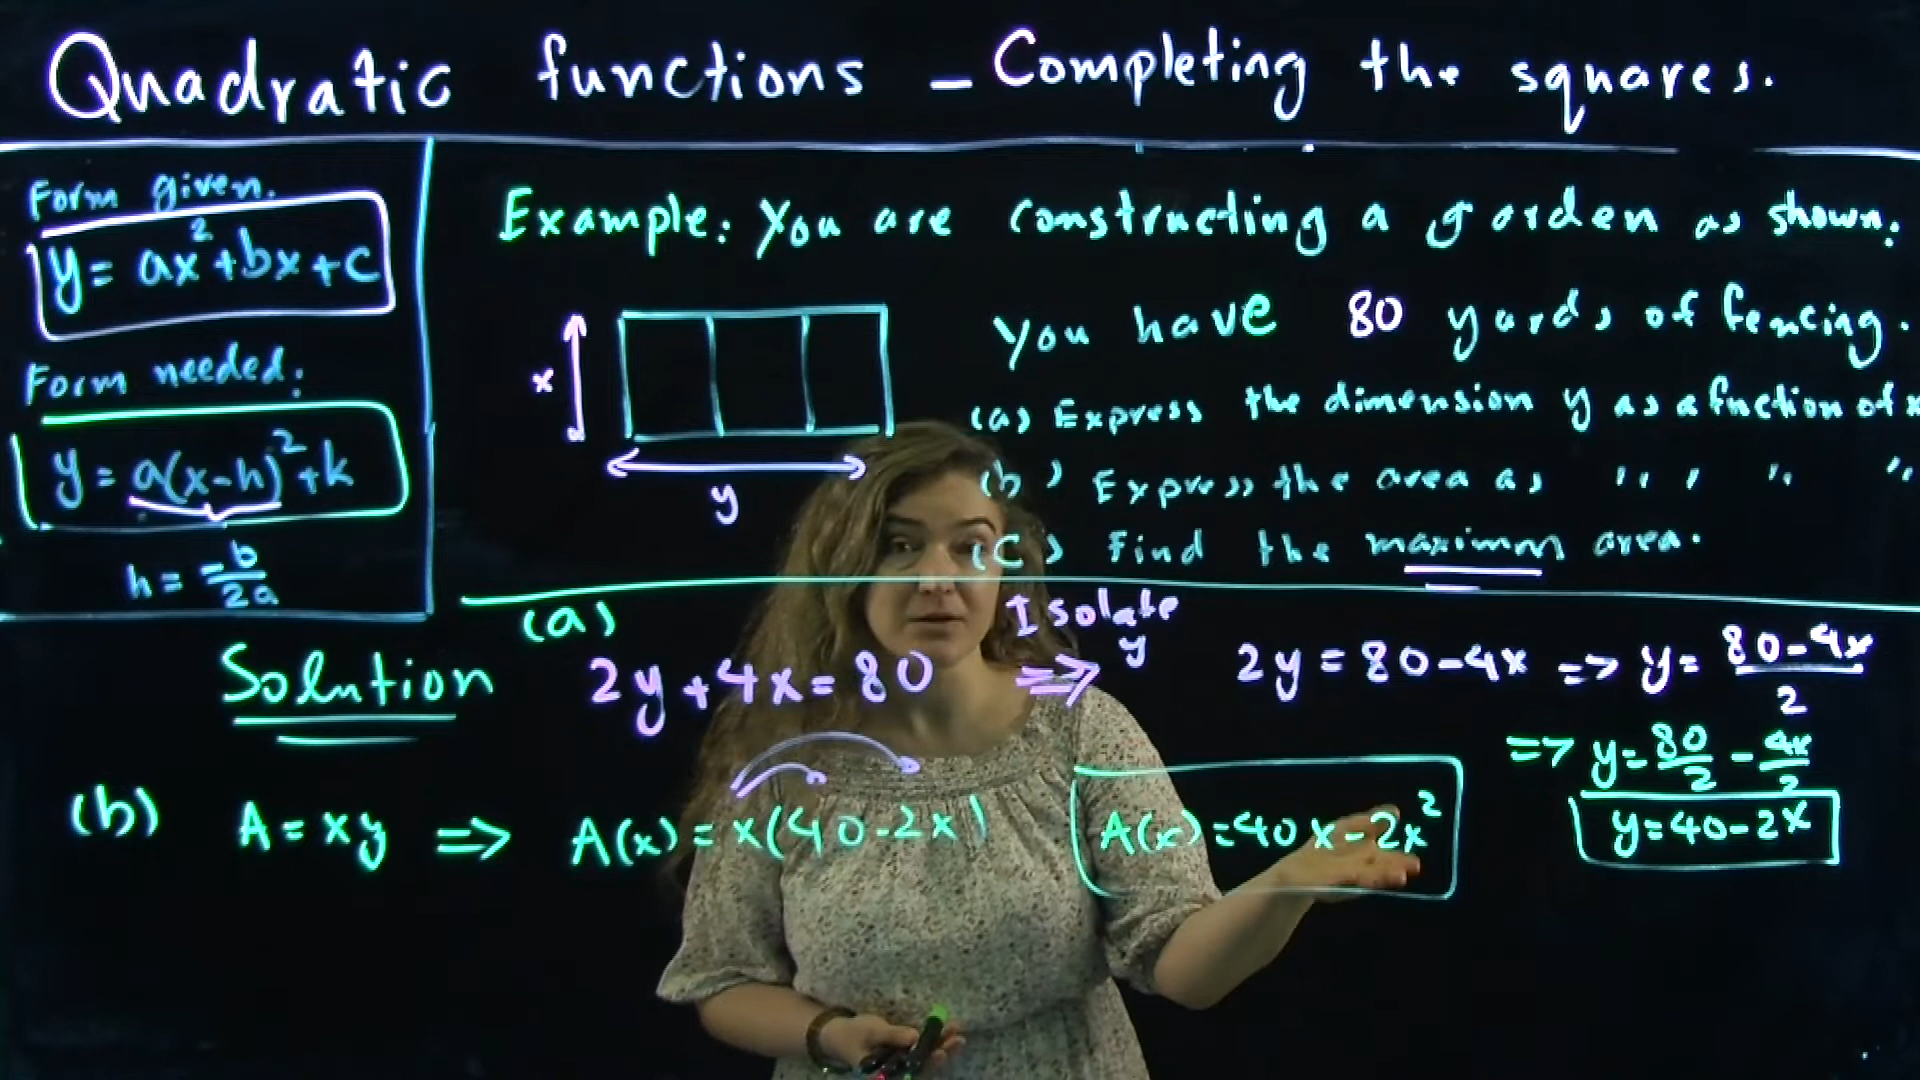 Quadratic functions - Completing the squares.
Form given.
y = ax²+bx+c
Form needed:
y = a(x-h)²+k
h = -b/2a
Example: You are constructing a garden as shown:
x
y
You have 80 yards of fencing.
(a) Express the dimension y as a fnction of x
(b) Express the area as " " " "
(c) Find the maximum area.
Solution
(a)
2y+4x=80 => Isolate y 2y=80-4x => y= 80-4x/2
=> y=80/2 - 4x/2
y=40-2x
(b) A=xy => A(x)=x(40-2x) A(x)=40x-2x²